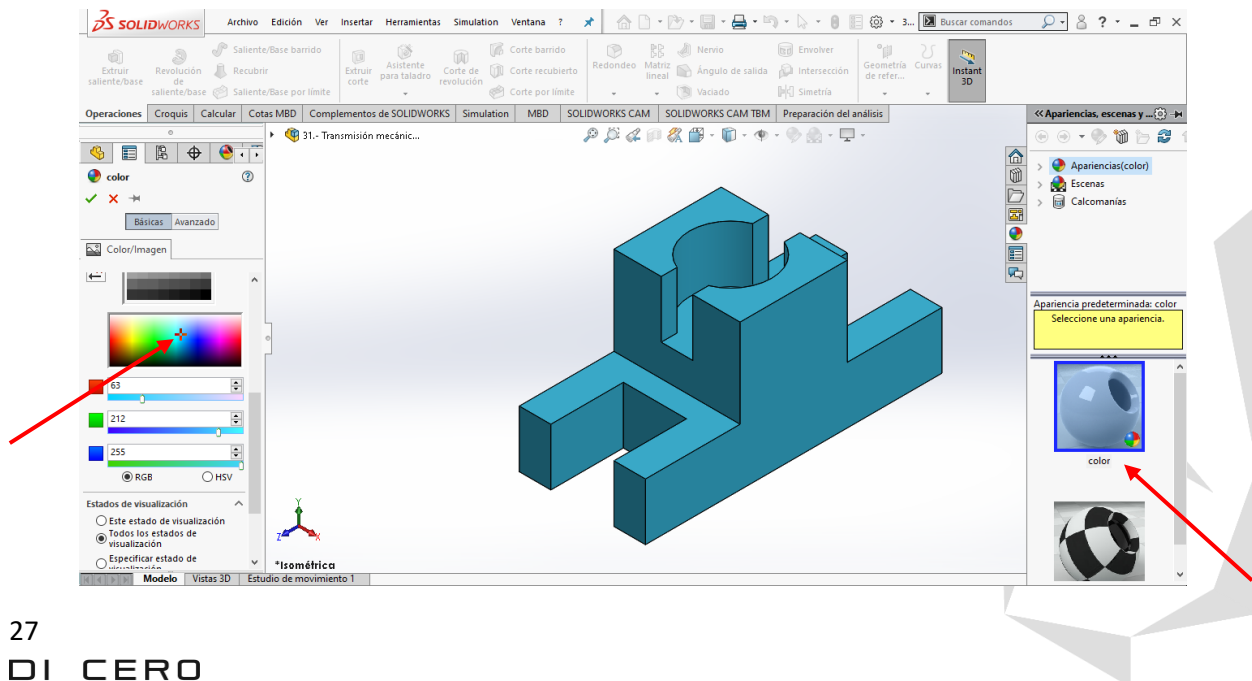 SOLIDWORKS
Archivo Edición Ver Insertar Herramientas Simulation Ventana ?
3... Buscar comandos ?
Extruir saliente/base
Revolución de saliente/base
Saliente/Base barrido
Recubrir
Saliente/Base por límite
Extruir corte
Asistente para taladro
Corte de revolución
Corte barrido
Corte recubierto
Corte por límite
Redondeo
Matriz lineal
Nervio
Ángulo de salida
Vaciado
Envolver
Intersección
Simetría
Geometría de refer...
Curvas
Instant 3D
Operaciones Croquis Calcular Cotas MBD Complementos de SOLIDWORKS Simulation MBD SOLIDWORKS CAM SOLIDWORKS CAM TBM Preparación del análisis
31.- Transmisión mecánic...
color
Básicas Avanzado
Color/Imagen
63
212
255
RGB HSV
Estados de visualización
Este estado de visualización
Todos los estados de
visualización
Especificar estado de
visualización
Y
Z X
*Isométrica
Modelo Vistas 3D Estudio de movimiento 1
Apariencias, escenas y ...
Apariencias(color)
Escenas
Calcomanías
Apariencia predeterminada: color
Seleccione una apariencia.
color
27
DI CERO